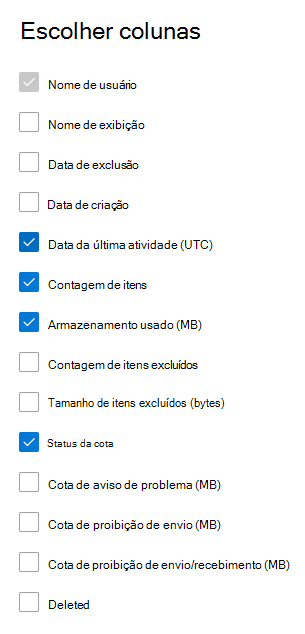 Escolher colunas
Nome de usuário
Nome de exibição
Data de exclusão
Data de criação
Data da última atividade (UTC)
Contagem de itens
Armazenamento usado (MB)
Contagem de itens excluídos
Tamanho de itens excluídos (bytes)
Status da cota
Cota de aviso de problema (MB)
Cota de proibição de envio (MB)
Cota de proibição de envio/recebimento (MB)
Deleted